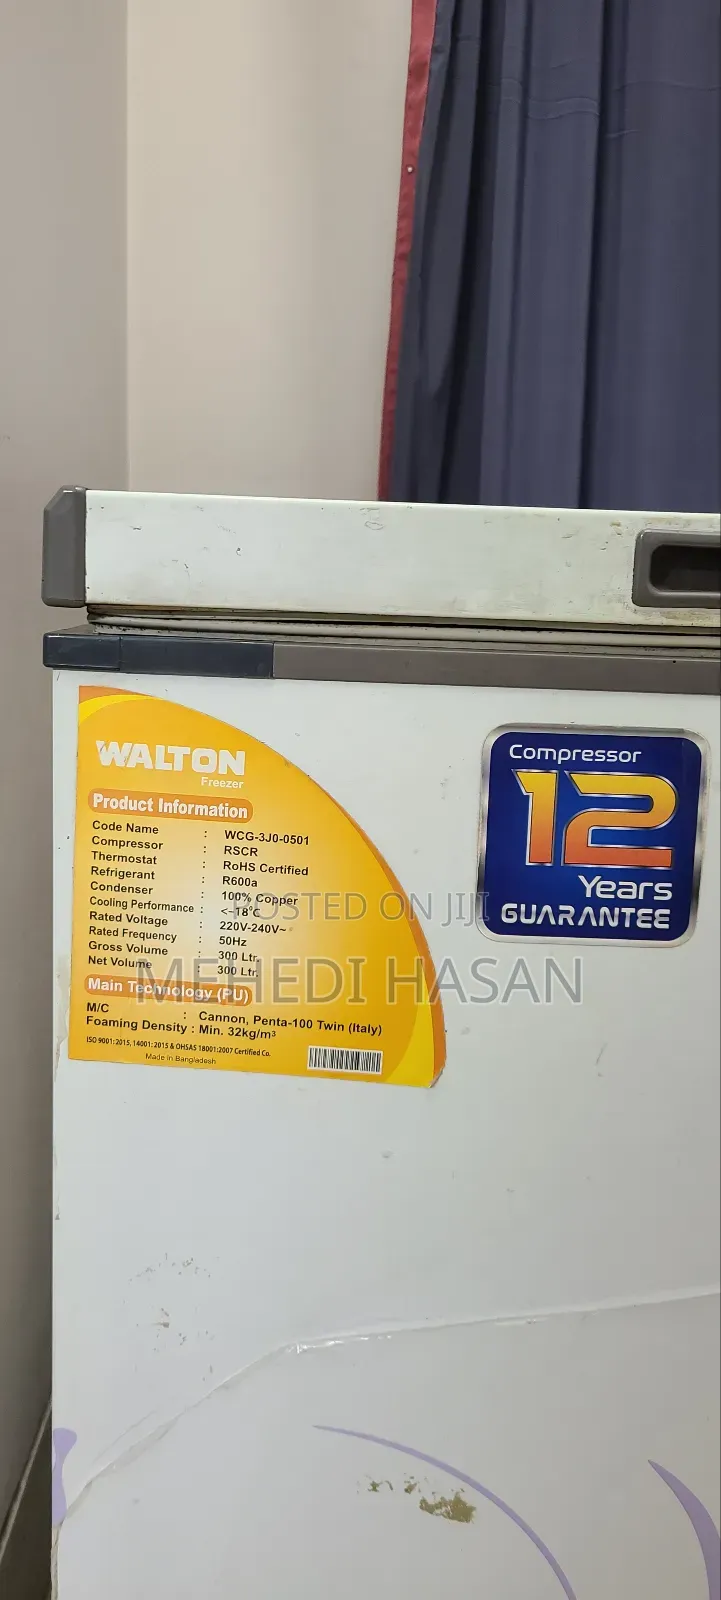 WALTON
Freezer
Product Information
Code Name : WCG-3J0-0501
Compressor : RSCR
Thermostat : RoHS Certified
Refrigerant : R600a
Condenser : 100% Copper
Cooling Performance : <-18°C
Rated Voltage : 220V-240V~
Rated Frequency : 50Hz
Gross Volume : 300 Ltr.
Net Volume : 300 Ltr.
Main Technology (PU)
M/C : Cannon, Penta-100 Twin (Italy)
Foaming Density : Min. 32kg/m³
ISO 9001:2015, 14001:2015 & OHSAS 18001:2007 Certified Co.
Made in Bangladesh
Compressor
12
Years
GUARANTEE
POSTED ON JIJI
MEHEDI HASAN